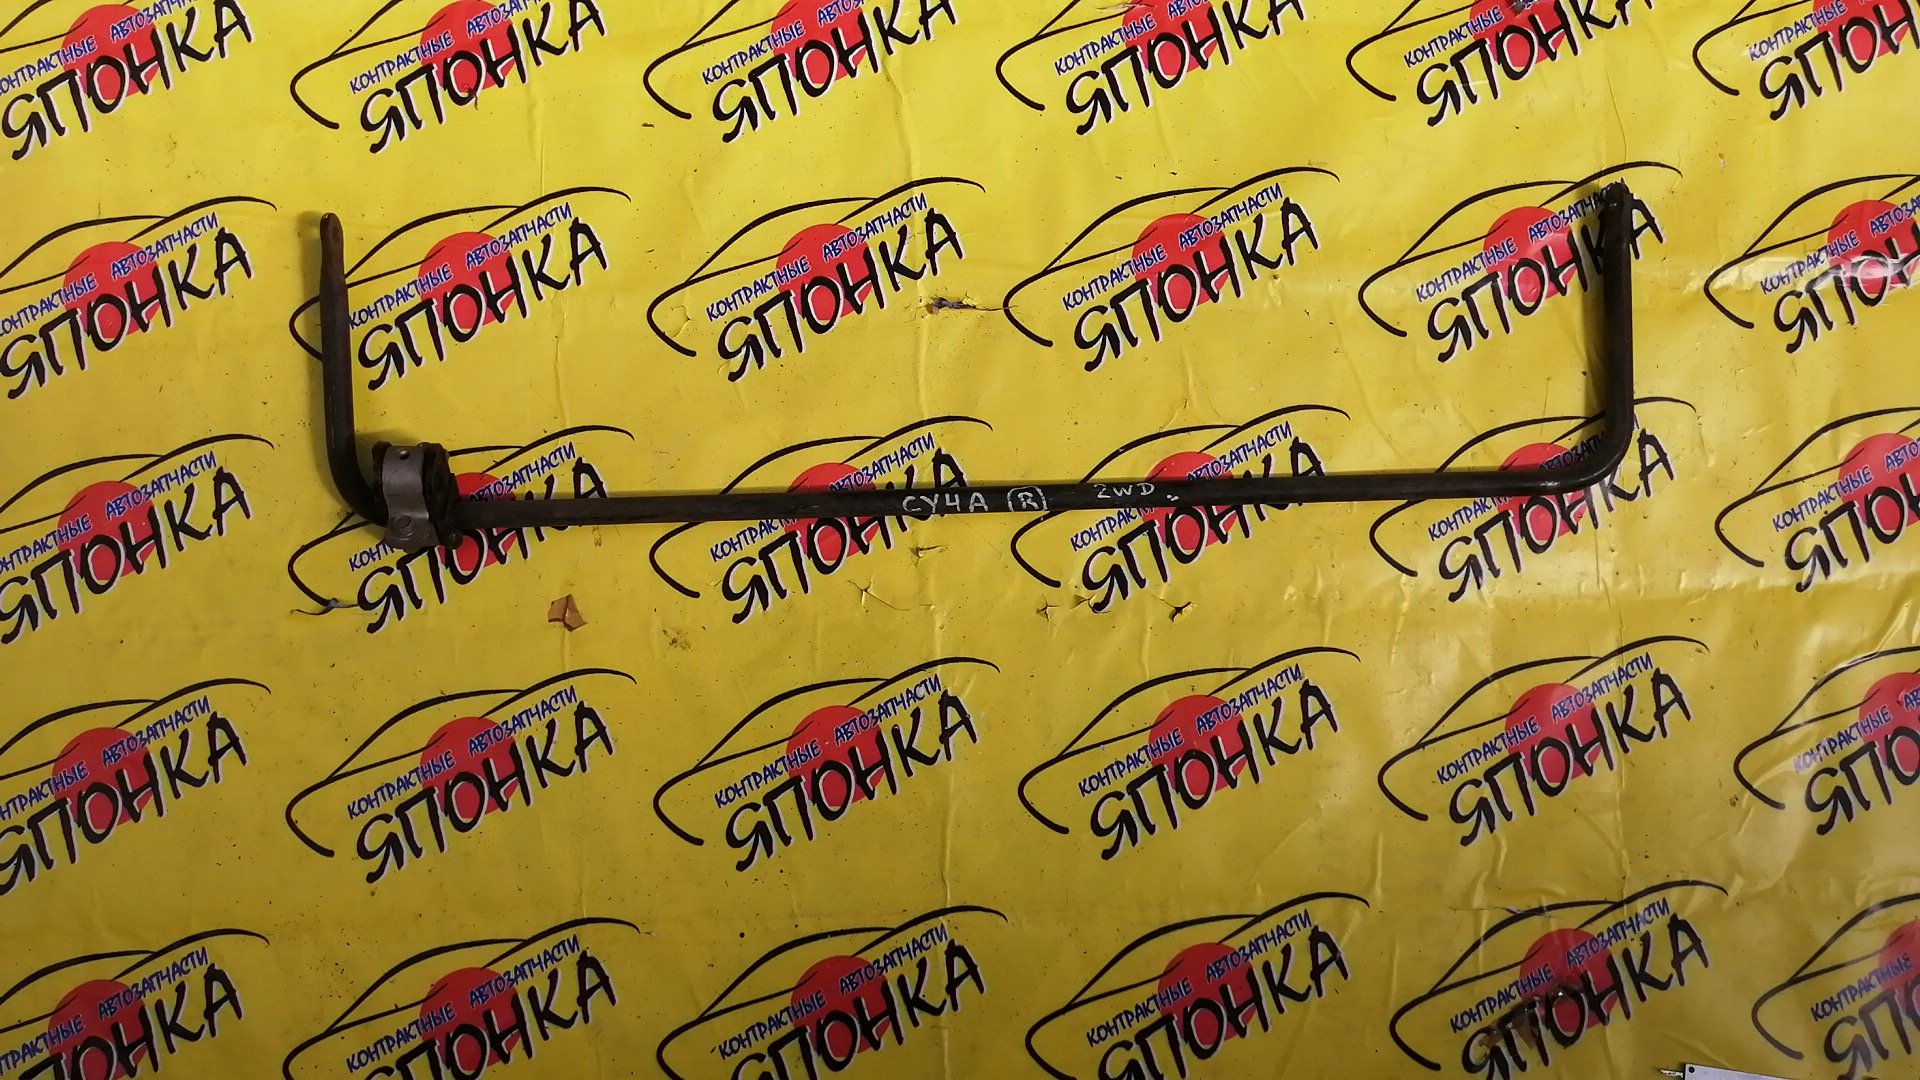 КОНТРАКТНЫЕ АВТОЗАПЧАСТИ
ЯПОНКА
CY4A (R) 2WD